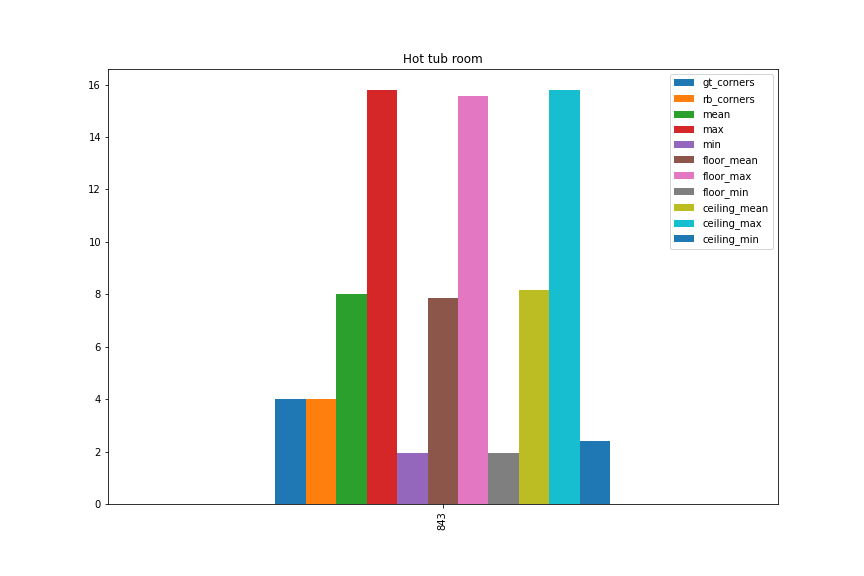 Hot tub room
16
14
12
10
8
6
4
2
0
843
gt_corners
rb_corners
mean
max
min
floor_mean
floor_max
floor_min
ceiling_mean
ceiling_max
ceiling_min